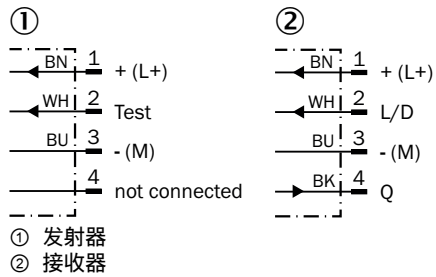 ① ②
BN 1 + (L+)
WH 2 Test
BU 3 - (M)
4 not connected
BN 1 + (L+)
WH 2 L/D
BU 3 - (M)
BK 4 Q
① 发射器
② 接收器